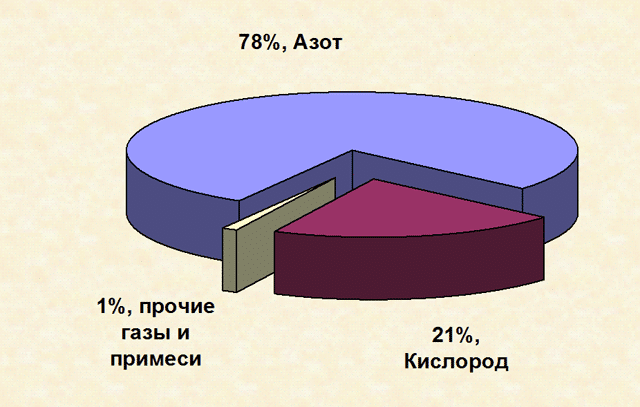 78%, Азот
1%, прочие
газы и
примеси
21%,
Кислород